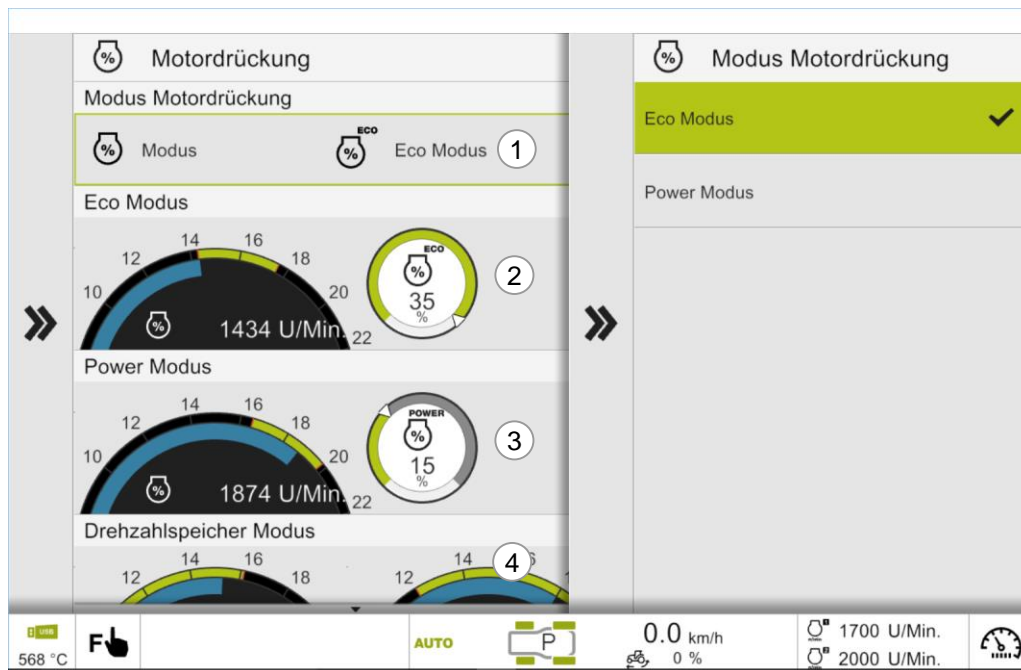 Motordrückung
Modus Motordrückung
Modus
ECO
Eco Modus
1
Eco Modus
10 12 14 16 18 20 22
1434 U/Min.
ECO
35
%
2
Power Modus
10 12 14 16 18 20 22
1874 U/Min.
POWER
15
%
3
Drehzahlspeicher Modus
12 14 16 18
12 14 6
4
Modus Motordrückung
Eco Modus
Power Modus
USB
568 °C
F
AUTO
P
0.0 km/h
0 %
1700 U/Min.
2000 U/Min.